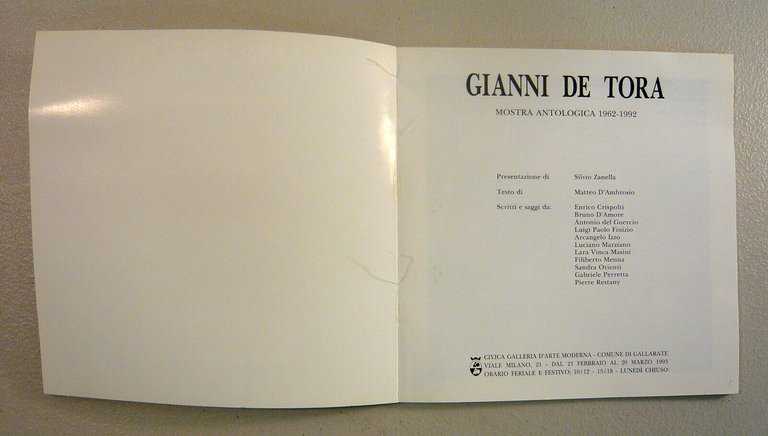 GIANNI DE TORA
MOSTRA ANTOLOGICA 1962-1992
Presentazione di Silvio Zanella
Testo di Matteo D'Ambrosio
Scritti e saggi da: Enrico Crispolti
Bruno D'Amore
Antonio del Guercio
Luigi Paolo Finizio
Arcangelo Izzo
Luciano Marziano
Lara Vinca Masini
Filiberto Menna
Sandra Orienti
Gabriele Perretta
Pierre Restany
CIVICA GALLERIA D'ARTE MODERNA - COMUNE DI GALLARATE
VIALE MILANO, 21 - DAL 21 FEBBRAIO AL 20 MARZO 1993
ORARIO FERIALE E FESTIVO: 10/12 - 15/18 - LUNEDÌ CHIUSO